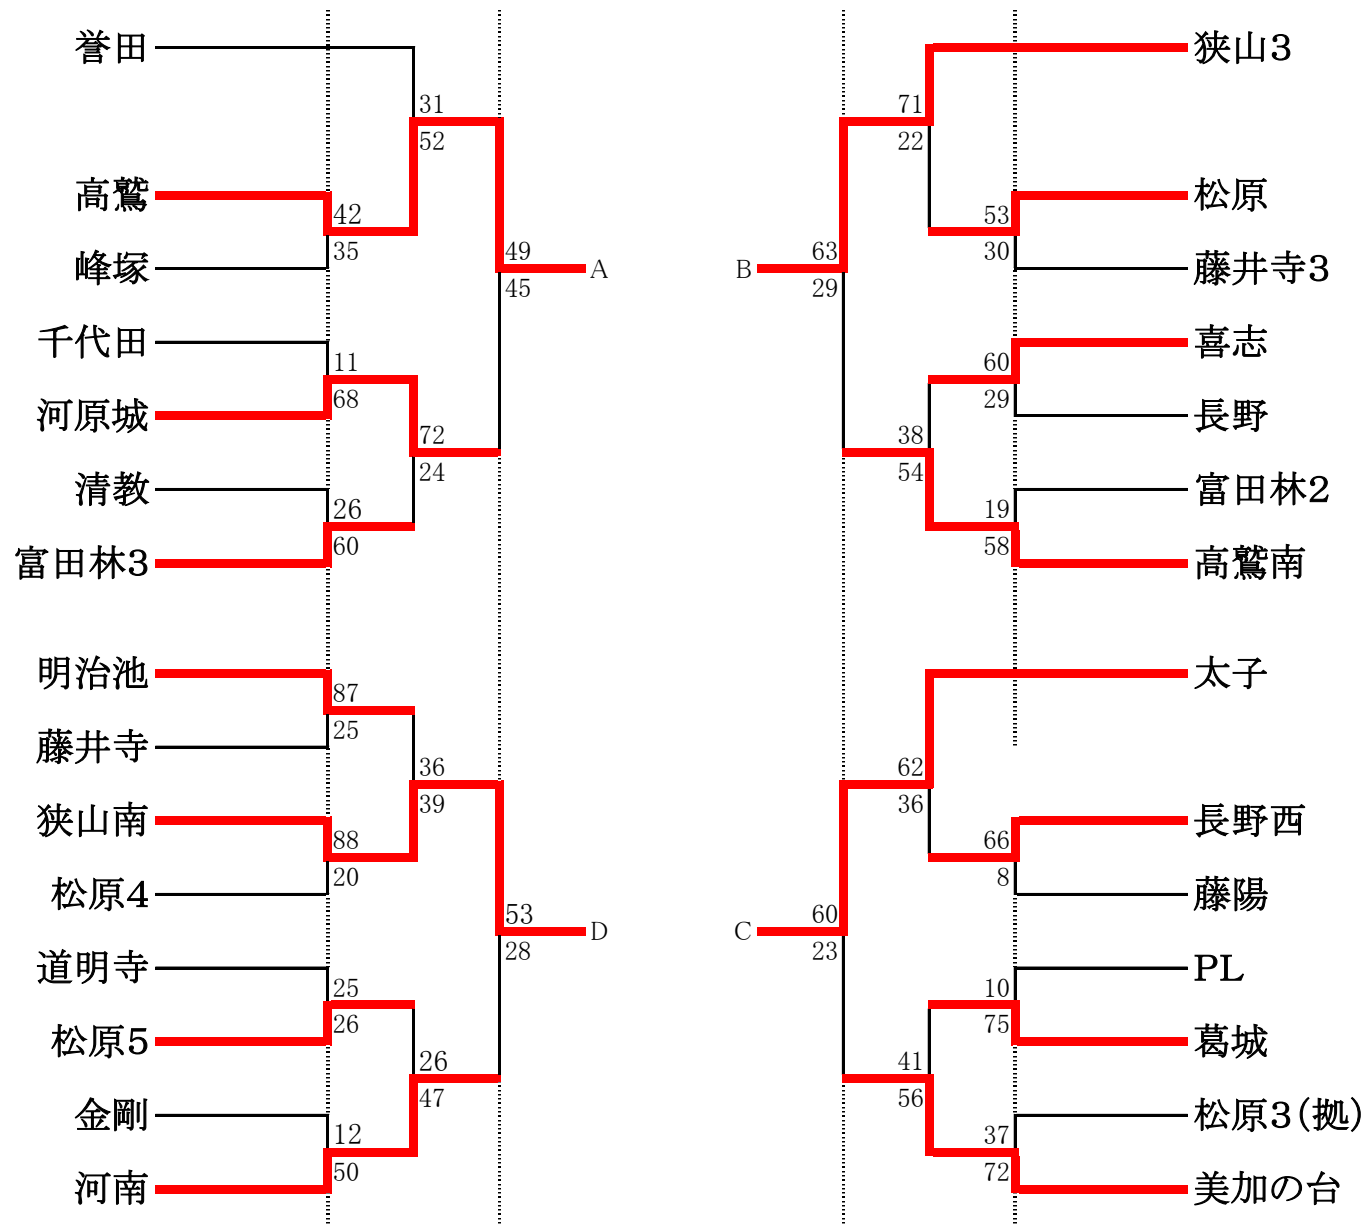 誉田
31
52
高鷲
42
35
峰塚
49
45
A
千代田
11
68
河原城
72
24
清教
26
60
富田林3
明治池
87
25
藤井寺
36
39
狭山南
88
20
松原4
53
28
D
道明寺
25
26
松原5
26
47
金剛
12
50
河南
狭山3
71
22
松原
53
30
藤井寺3
B
63
29
喜志
60
29
長野
38
54
富田林2
19
58
高鷲南
太子
62
36
長野西
66
8
藤陽
C
60
23
PL
10
75
葛城
41
56
松原3(拠)
37
72
美加の台